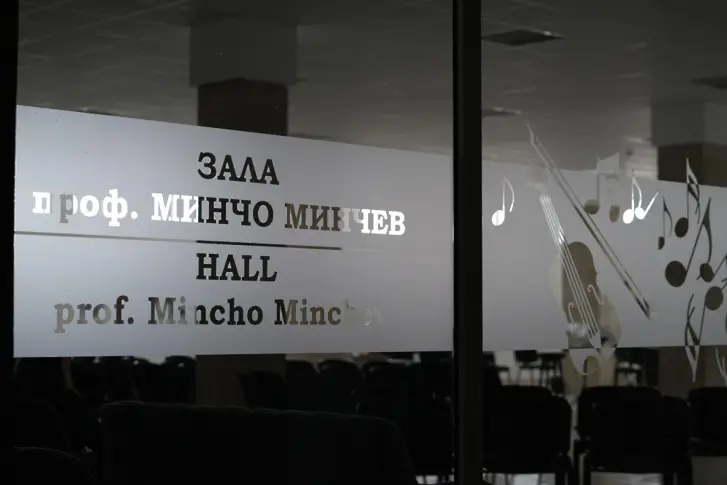 ЗАЛА
проф. МИНЧО МИНЧЕВ
HALL
prof. Mincho Minchev